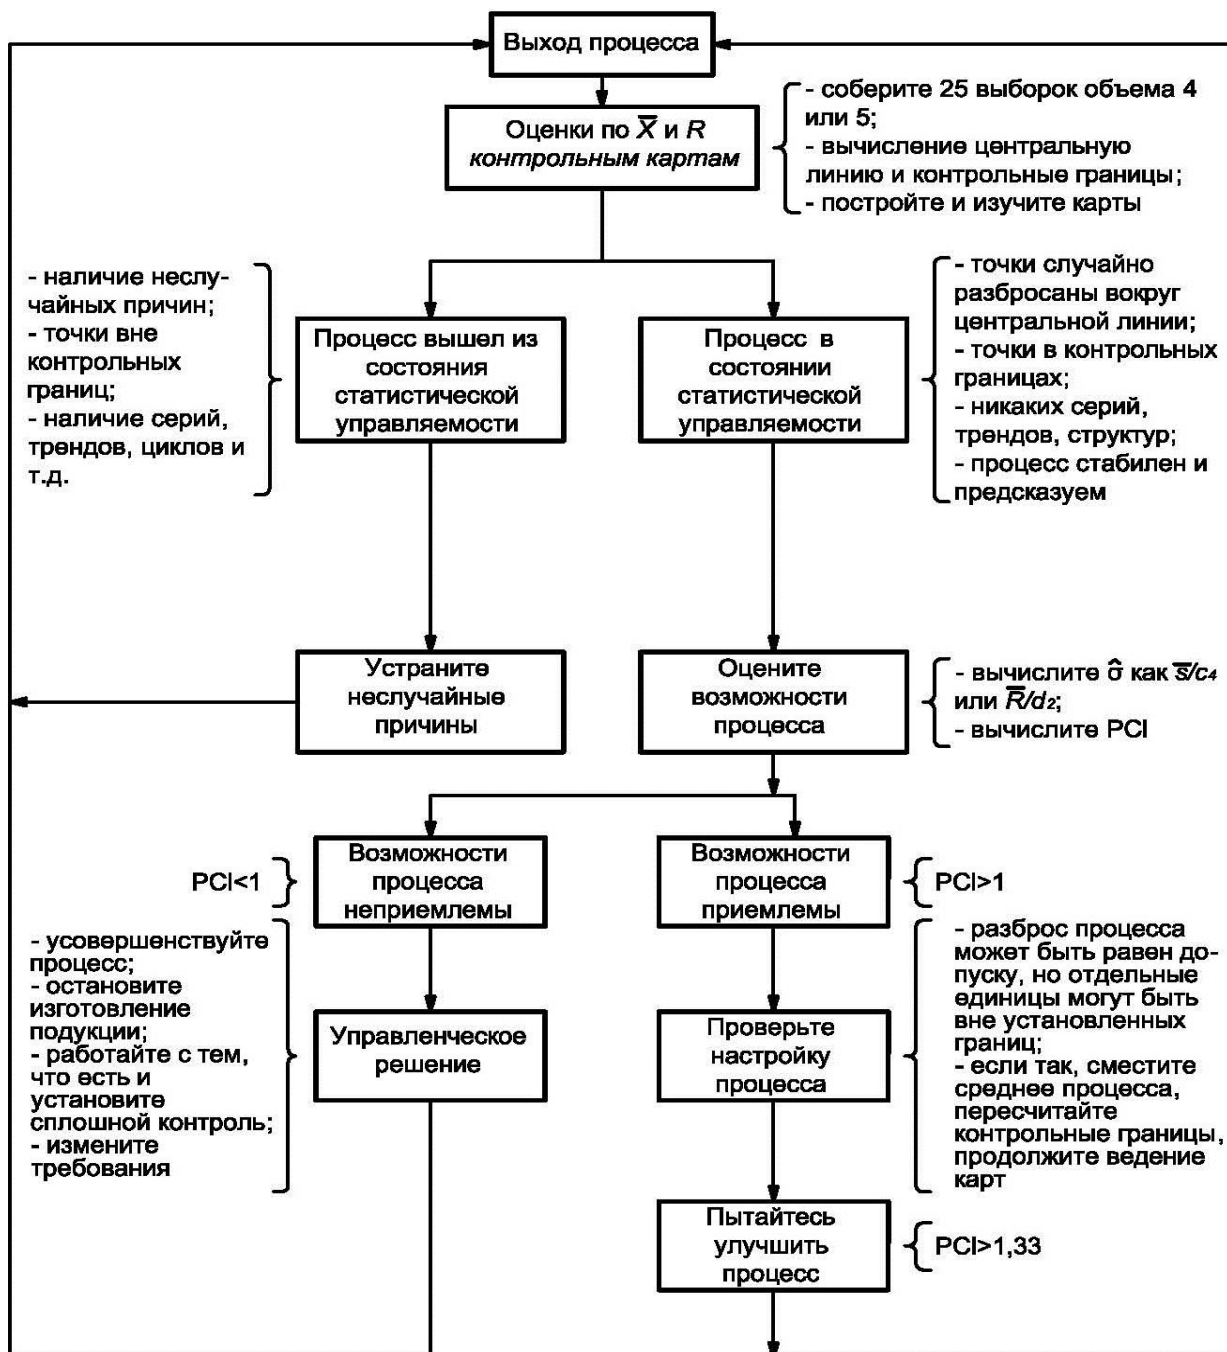 Выход процесса
Оценки по X̅ и R
контрольным картам
- соберите 25 выборок объема 4
или 5;
- вычисление центральную
линию и контрольные границы;
- постройте и изучите карты
- наличие неслу-
чайных причин;
- точки вне
контрольных
границ;
- наличие серий,
трендов, циклов и
т.д.
Процесс вышел из
состояния
статистической
управляемости
Процесс в
состоянии
статистической
управляемости
- точки случайно
разбросаны вокруг
центральной линии;
- точки в контрольных
границах;
- никаких серий,
трендов, структур;
- процесс стабилен и
предсказуем
Устраните
неслучайные
причины
Оцените
возможности
процесса
- вычислите σ̂ как s̅/c₄
или R̅/d₂;
- вычислите PCI
PCI<1
Возможности
процесса
неприемлемы
Возможности
процесса
приемлемы
PCI>1
- усовершенствуйте
процесс;
- остановите
изготовление
подукции;
- работайте с тем,
что есть и
установите
сплошной контроль;
- измените
требования
Управленческое
решение
Проверьте
настройку
процесса
- разброс процесса
может быть равен до-
пуску, но отдельные
единицы могут быть
вне установленных
границ;
- если так, сместите
среднее процесса,
пересчитайте
контрольные границы,
продолжите ведение
карт
Пытайтесь
улучшить
процесс
PCI>1,33